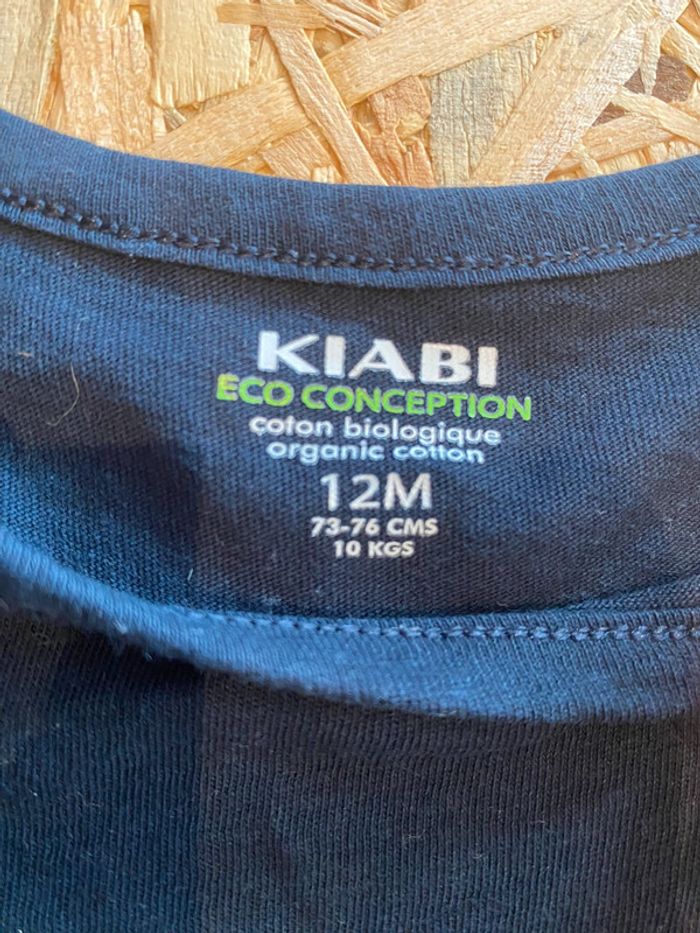 KIABI
ECO CONCEPTION
coton biologique
organic cotton
12M
73-76 CMS
10 KGS